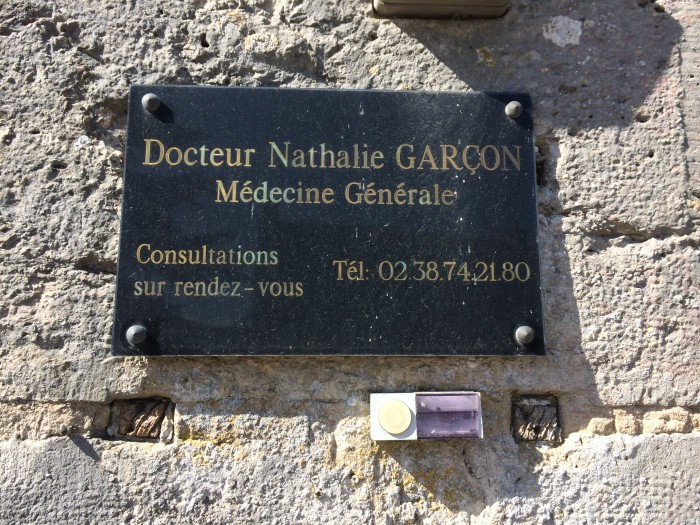 Docteur Nathalie GARÇON
Médecine Générale
Consultations
sur rendez-vous
Tél: 02.38.74.21.80